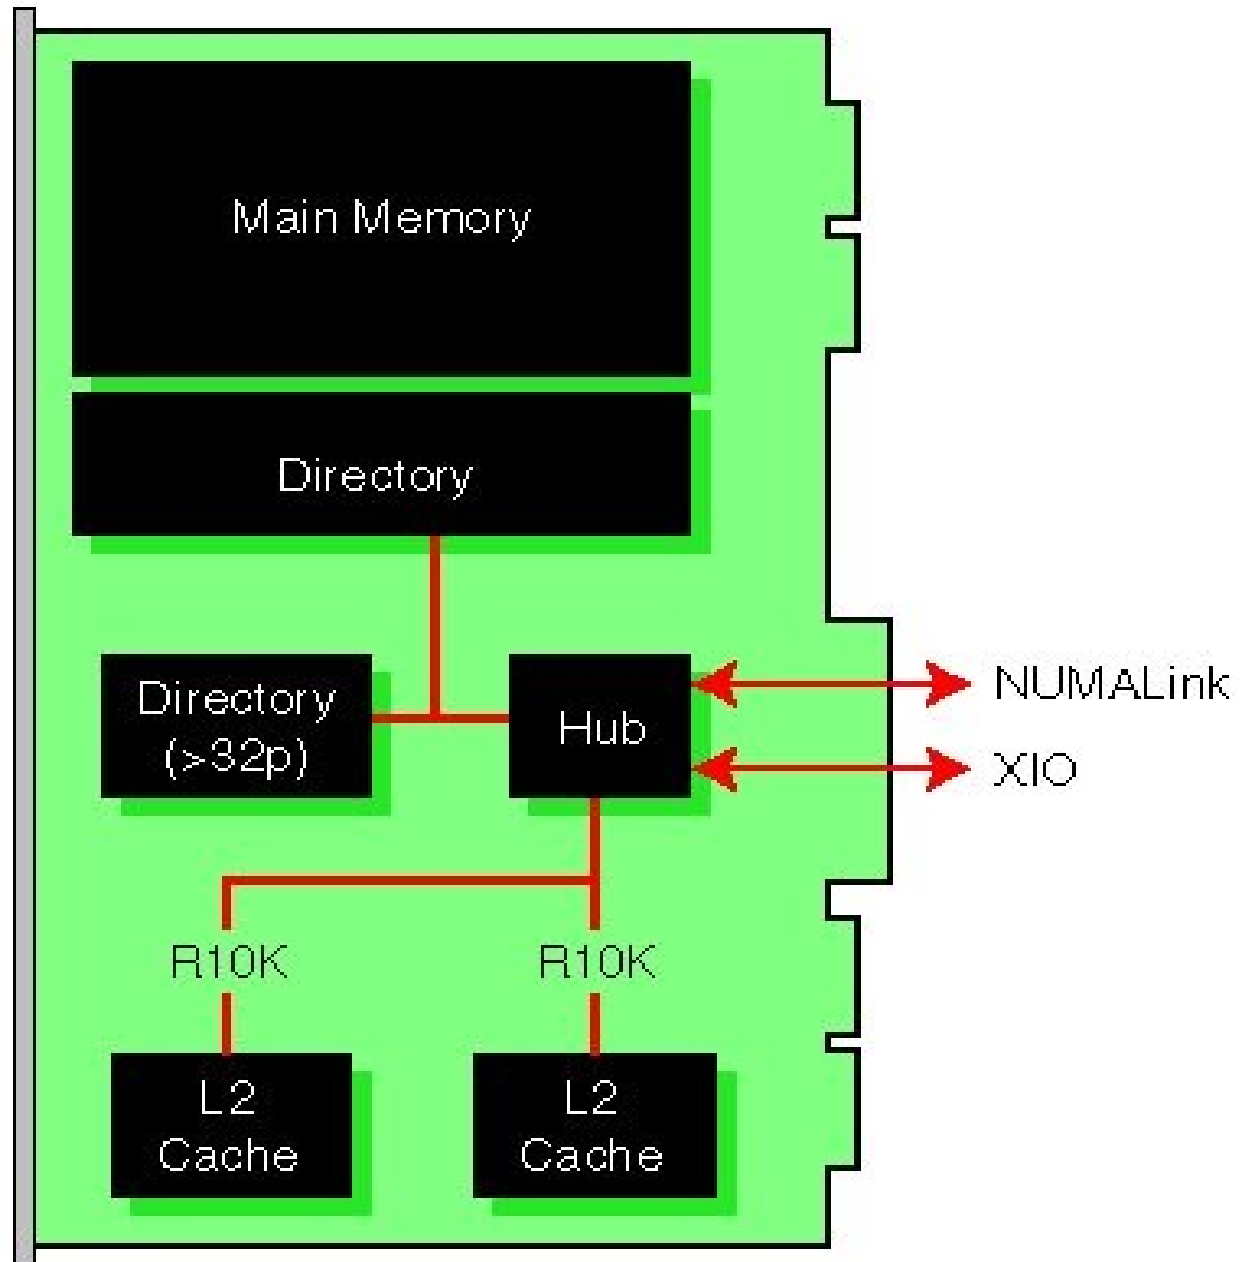 Main Memory
Directory
Directory
(>32p)
Hub
NUMALink
XIO
R10K
R10K
L2
Cache
L2
Cache